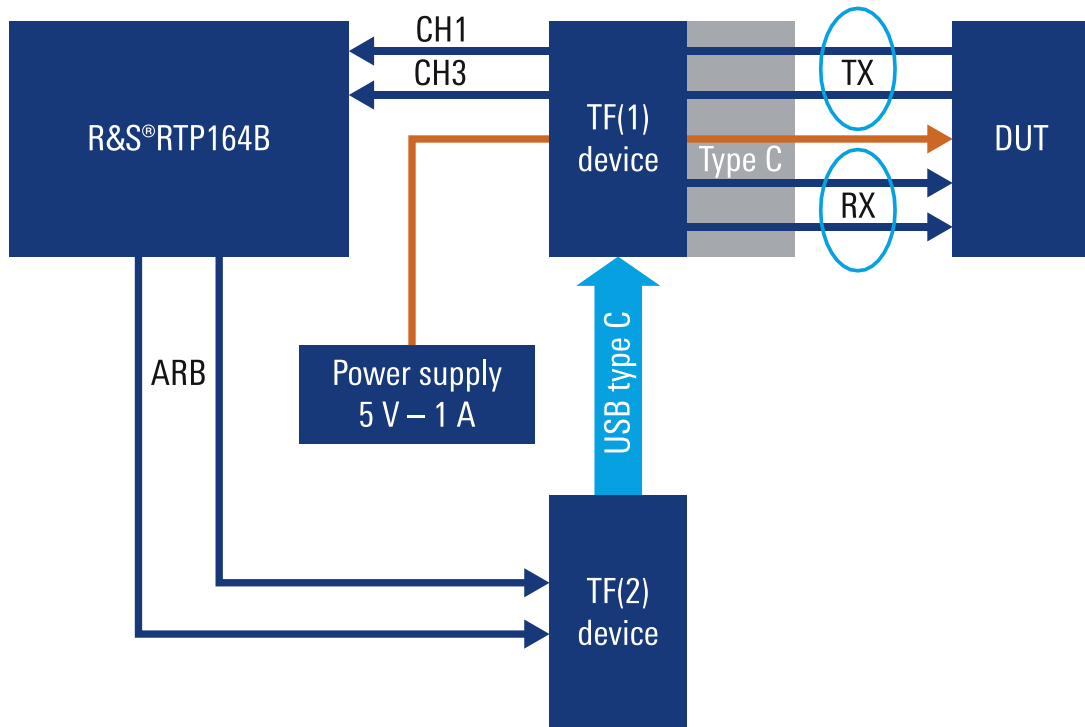 CH1
CH3
R&S®RTP164B
TF(1)
device
Type C
TX
RX
DUT
ARB
Power supply
5 V – 1 A
USB type C
TF(2)
device